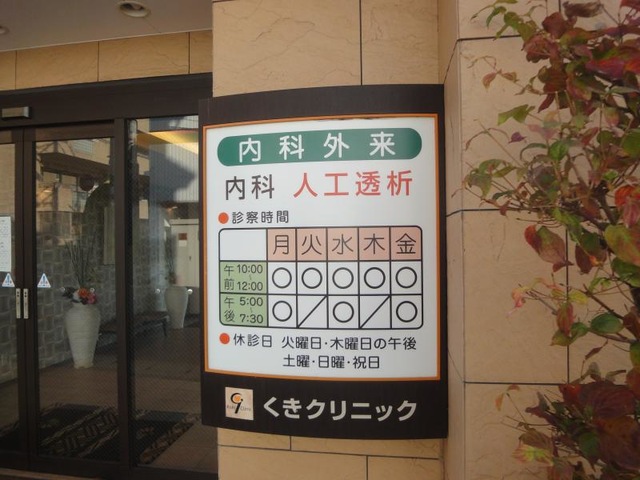 内科外来
内科 人工透析
●診察時間
月 火 水 木 金
午前 10:00~12:00 ○ ○ ○ ○ ○
午後 5:00~7:30 ○ ／ ○ ／ ○
●休診日 火曜日・木曜日の午後
土曜・日曜・祝日
くきクリニック